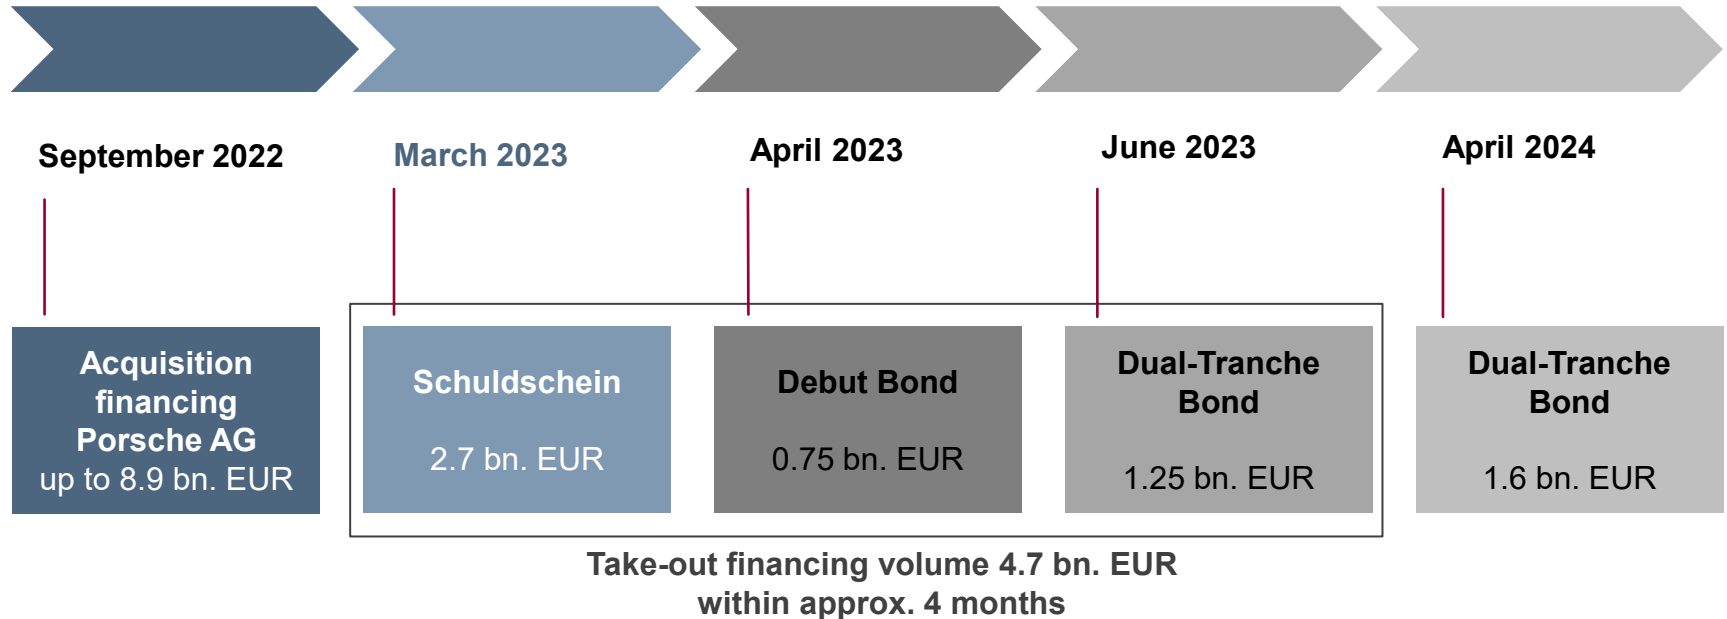 September 2022
March 2023
April 2023
June 2023
April 2024
Acquisition
financing
Porsche AG
up to 8.9 bn. EUR
Schuldschein
2.7 bn. EUR
Debut Bond
0.75 bn. EUR
Dual-Tranche
Bond
1.25 bn. EUR
Dual-Tranche
Bond
1.6 bn. EUR
Take-out financing volume 4.7 bn. EUR
within approx. 4 months